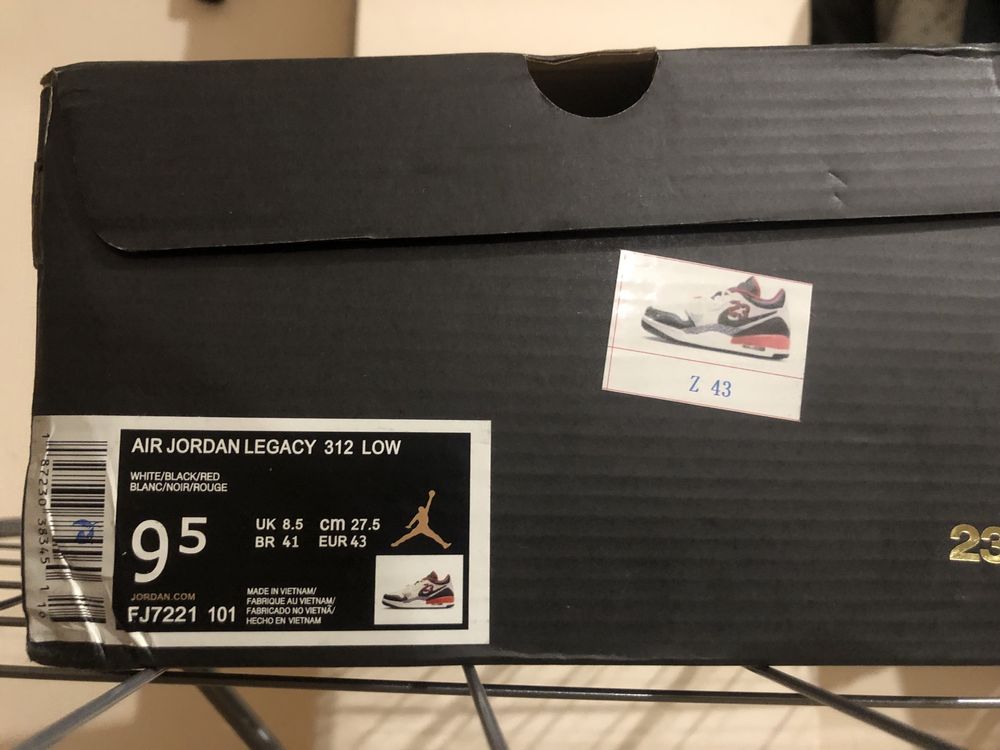 Z 43
AIR JORDAN LEGACY 312 LOW
WHITE/BLACK/RED
BLANC/NOIR/ROUGE
9⁵
UK 8.5 cm 27.5
BR 41 EUR 43
JORDAN.COM
FJ7221 101
MADE IN VIETNAM/
FABRIQUE AU VIETNAM/
FABRICADO NO VIETNÃ/
HECHO EN VIETNAM
23